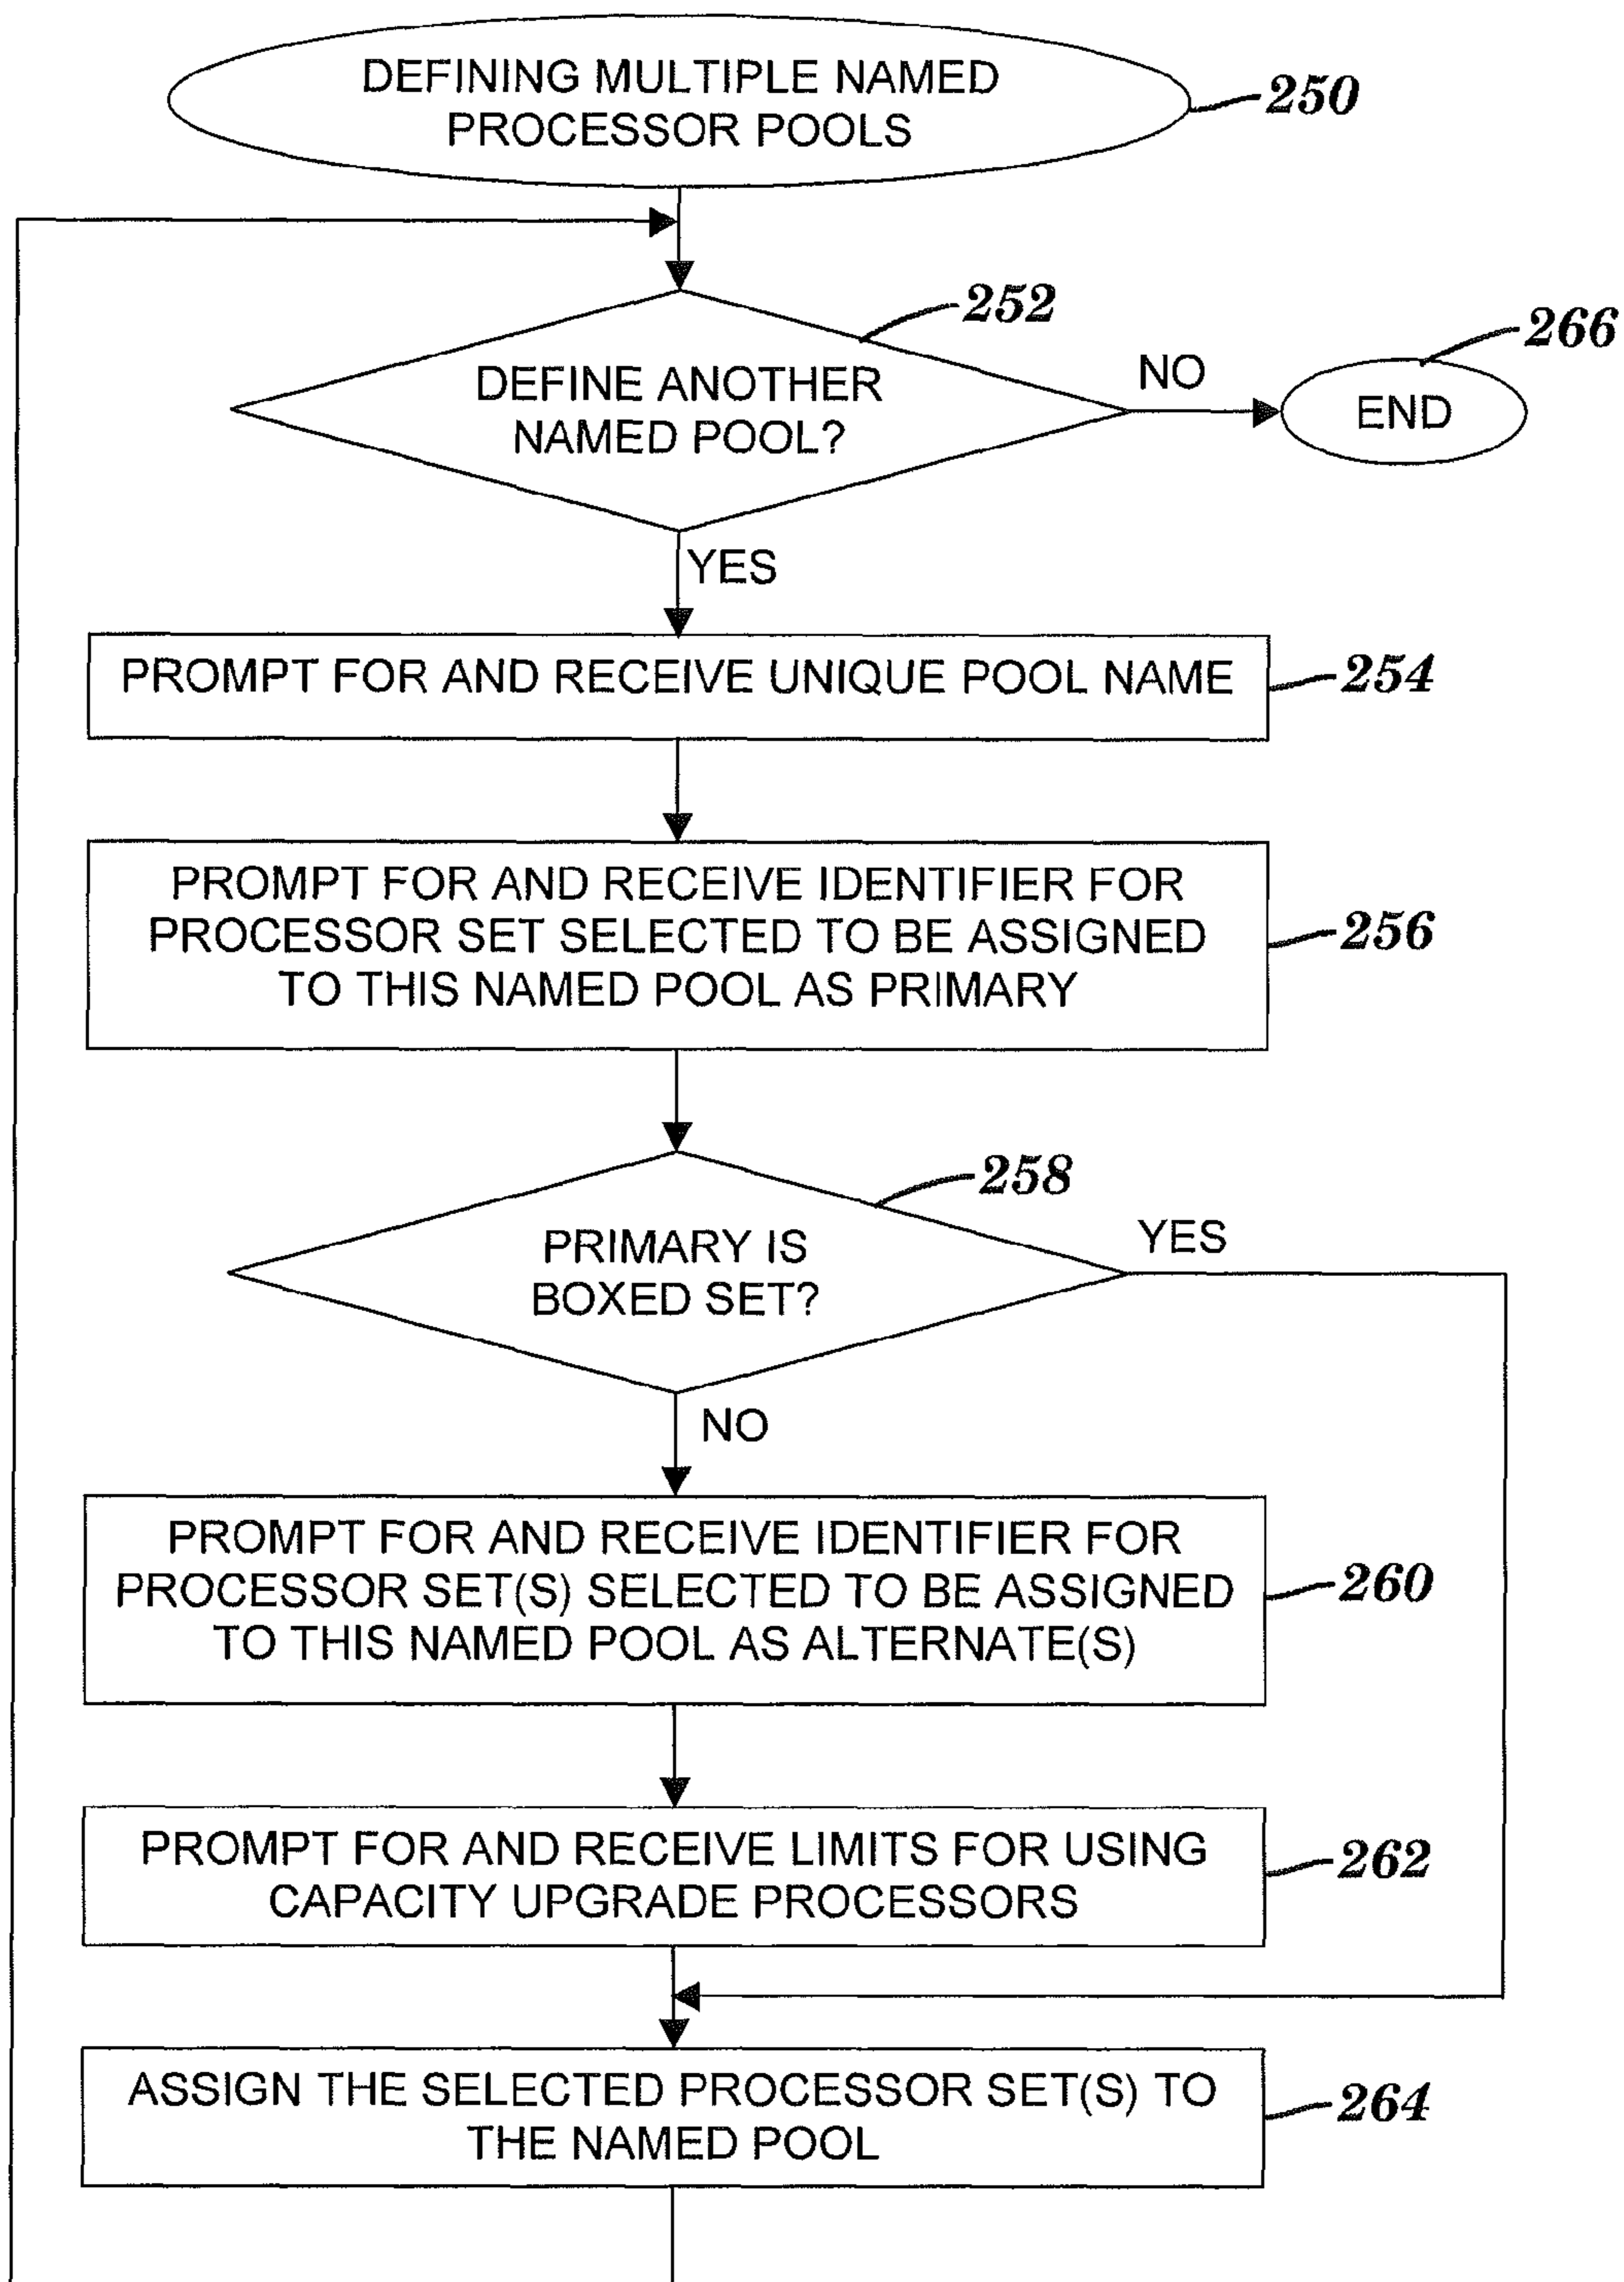 DEFINING MULTIPLE NAMED
PROCESSOR POOLS
250
252
266
DEFINE ANOTHER
NAMED POOL?
NO
END
YES
PROMPT FOR AND RECEIVE UNIQUE POOL NAME
254
PROMPT FOR AND RECEIVE IDENTIFIER FOR
PROCESSOR SET SELECTED TO BE ASSIGNED
TO THIS NAMED POOL AS PRIMARY
256
258
PRIMARY IS
BOXED SET?
YES
NO
PROMPT FOR AND RECEIVE IDENTIFIER FOR
PROCESSOR SET(S) SELECTED TO BE ASSIGNED
TO THIS NAMED POOL AS ALTERNATE(S)
260
PROMPT FOR AND RECEIVE LIMITS FOR USING
CAPACITY UPGRADE PROCESSORS
262
ASSIGN THE SELECTED PROCESSOR SET(S) TO
THE NAMED POOL
264